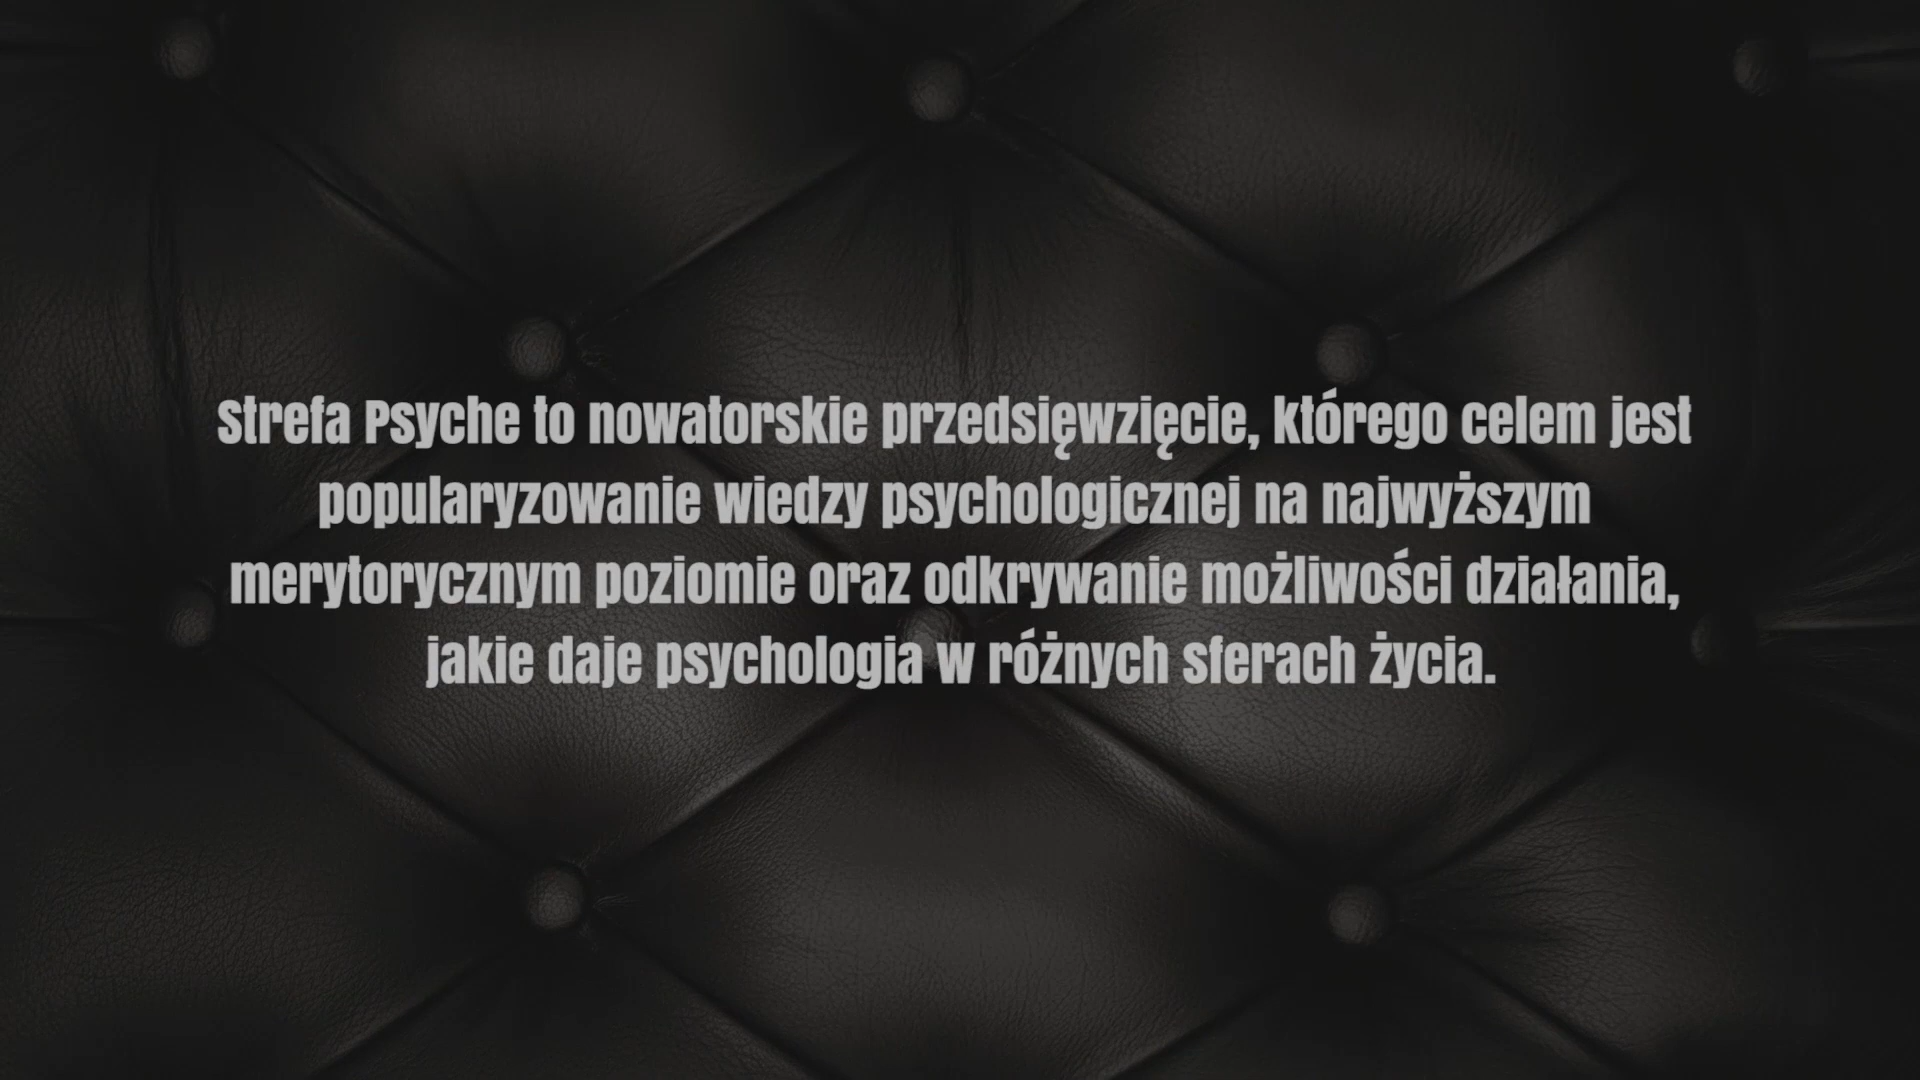 Strefa Psyche to nowatorskie przedsięwzięcie, którego celem jest
popularyzowanie wiedzy psychologicznej na najwyższym
merytorycznym poziomie oraz odkrywanie możliwości działania,
jakie daje psychologia w różnych sferach życia.